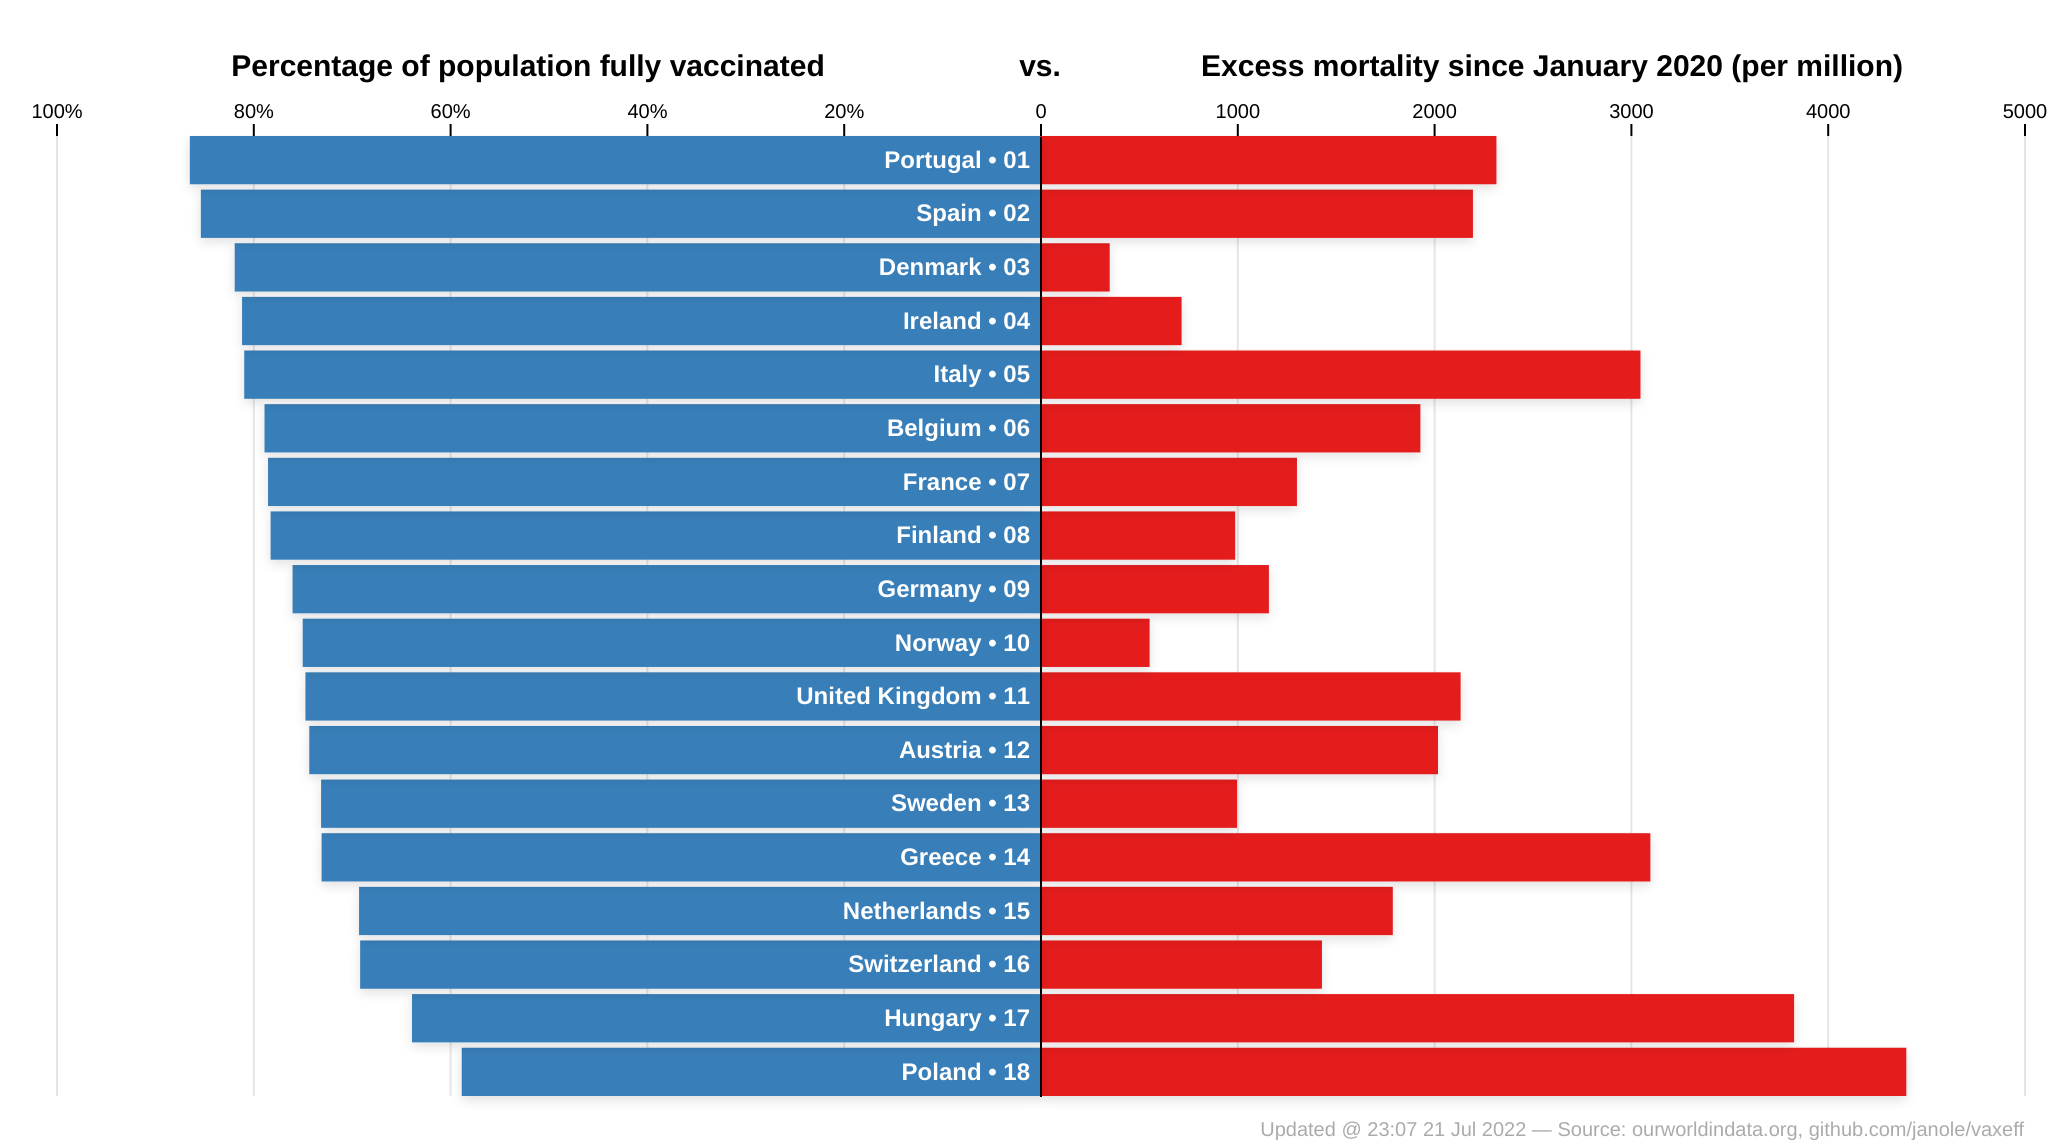 Percentage of population fully vaccinated vs. Excess mortality since January 2020 (per million)
100% 80% 60% 40% 20% 0 1000 2000 3000 4000 5000
Portugal • 01
Spain • 02
Denmark • 03
Ireland • 04
Italy • 05
Belgium • 06
France • 07
Finland • 08
Germany • 09
Norway • 10
United Kingdom • 11
Austria • 12
Sweden • 13
Greece • 14
Netherlands • 15
Switzerland • 16
Hungary • 17
Poland • 18
Updated @ 23:07 21 Jul 2022 — Source: ourworldindata.org, github.com/janole/vaxeff